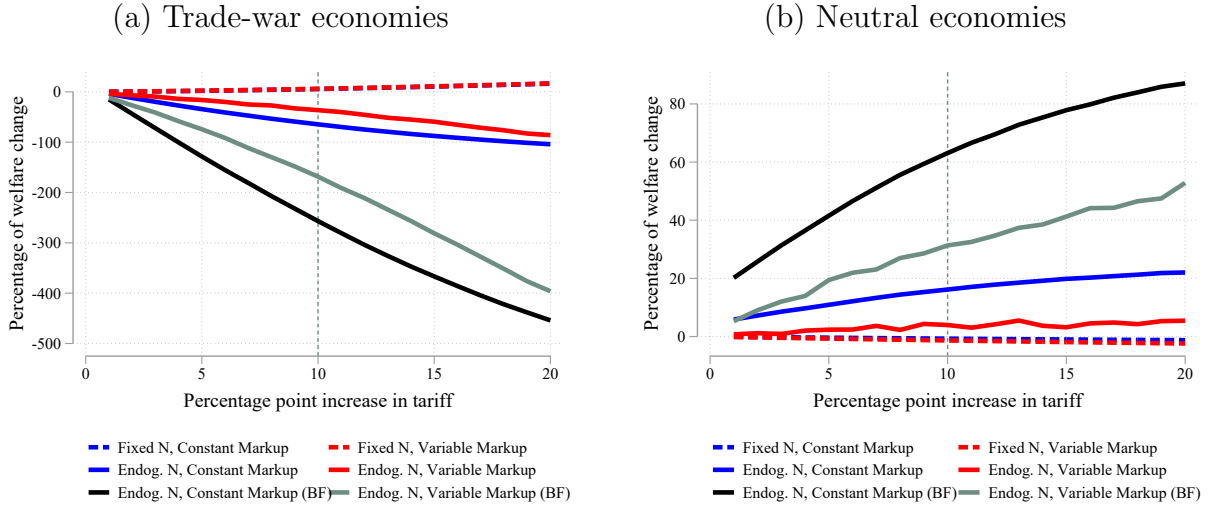 (a) Trade-war economies
Percentage of welfare change
0
-100
-200
-300
-400
-500
0 5 10 15 20
Percentage point increase in tariff
Fixed N, Constant Markup Fixed N, Variable Markup
Endog. N, Constant Markup Endog. N, Variable Markup
Endog. N, Constant Markup (BF) Endog. N, Variable Markup (BF)
(b) Neutral economies
Percentage of welfare change
80
60
40
20
0
0 5 10 15 20
Percentage point increase in tariff
Fixed N, Constant Markup Fixed N, Variable Markup
Endog. N, Constant Markup Endog. N, Variable Markup
Endog. N, Constant Markup (BF) Endog. N, Variable Markup (BF)